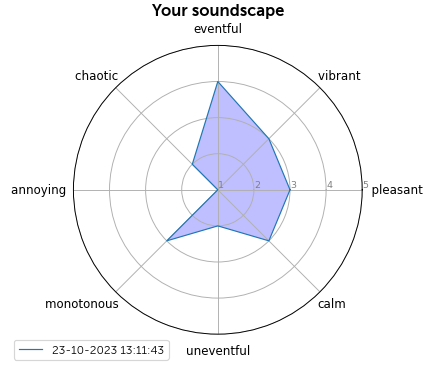 Your soundscape
eventful
chaotic
vibrant
annoying
1
2
3
4
5
pleasant
monotonous
calm
23-10-2023 13:11:43
uneventful